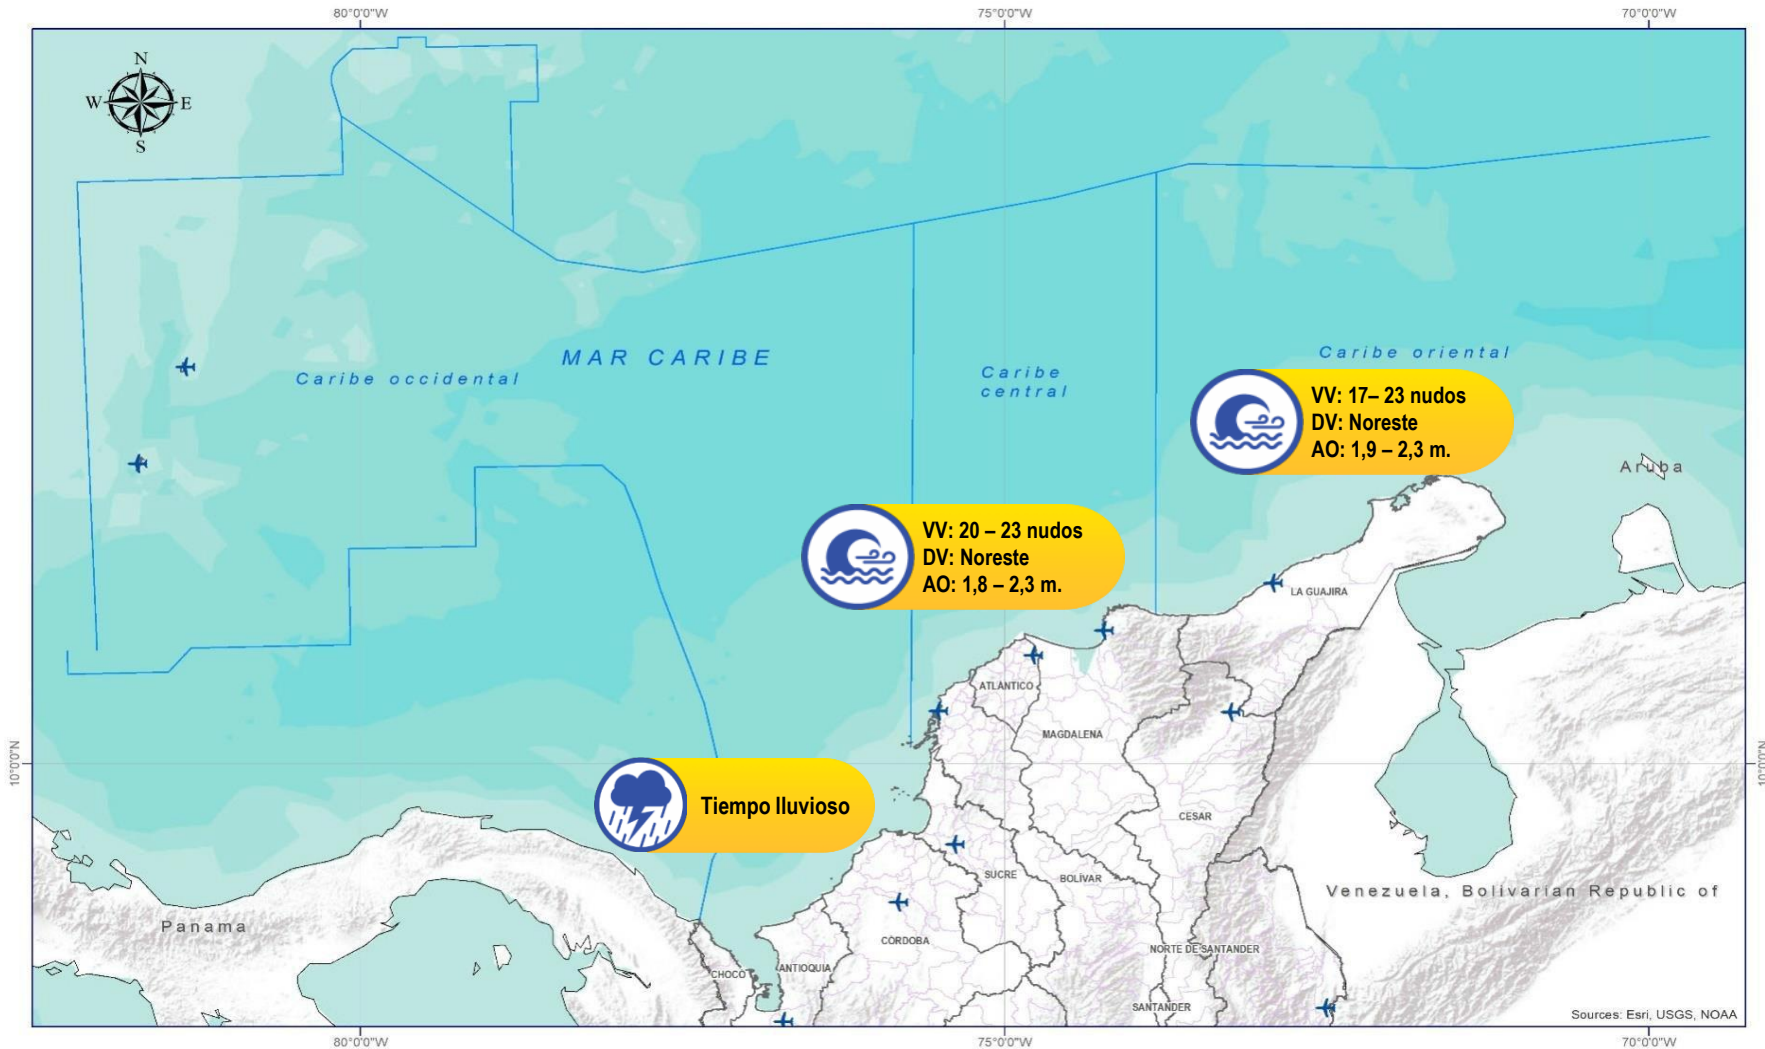 80°0'0"W
75°0'0"W
70°0'0"W
N
W
E
S
MAR CARIBE
Caribe occidental
Caribe
central
Caribe oriental
VV: 17– 23 nudos
DV: Noreste
AO: 1,9 – 2,3 m.
Aruba
VV: 20 – 23 nudos
DV: Noreste
AO: 1,8 – 2,3 m.
LA GUAJIRA
ATLANTICO
MAGDALENA
10°0'0"N
10°0'0"N
Tiempo lluvioso
CESAR
SUCRE
BOLÍVAR
Venezuela, Bolivarian Republic of
Panama
CÓRDOBA
NORTE DE SANTANDER
CHOCO
ANTIOQUIA
SANTANDER
Sources: Esri, USGS, NOAA
80°0'0"W
75°0'0"W
70°0'0"W